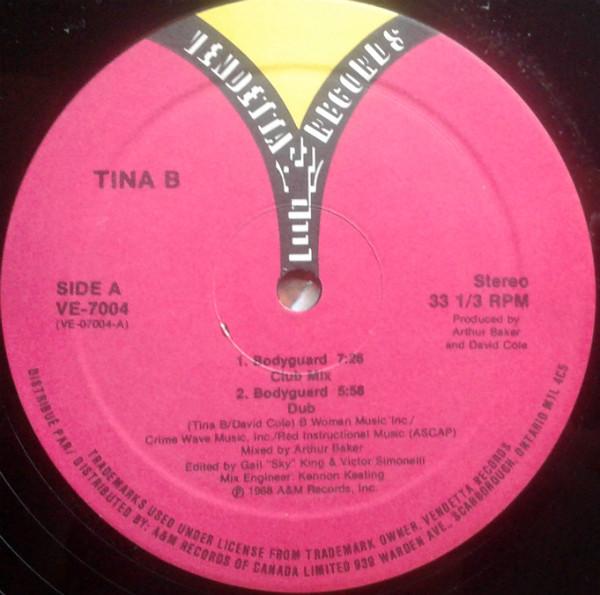 VENDETTA RECORDS
TINA B
SIDE A
VE-7004
(VE-07004-A)
Stereo
33 1/3 RPM
Produced by
Arthur Baker
and David Cole
1. Bodyguard 7:26
Club Mix
2. Bodyguard 5:58
Dub
(Tina B/David Cole) B Woman Music Inc./
Crime Wave Music, Inc./Red Instructional Music (ASCAP)
Mixed by Arthur Baker
Edited by Gail "Sky" King & Victor Simonelli
Mix Engineer: Kennon Keating
℗ 1988 A&M Records, Inc.
TRADEMARKS USED UNDER LICENSE FROM TRADEMARK OWNER, VENDETTA RECORDS
DISTRIBUÉ PAR/ DISTRIBUTED BY: A&M RECORDS OF CANADA LIMITED 939 WARDEN AVE., SCARBOROUGH, ONTARIO M1L 4C5